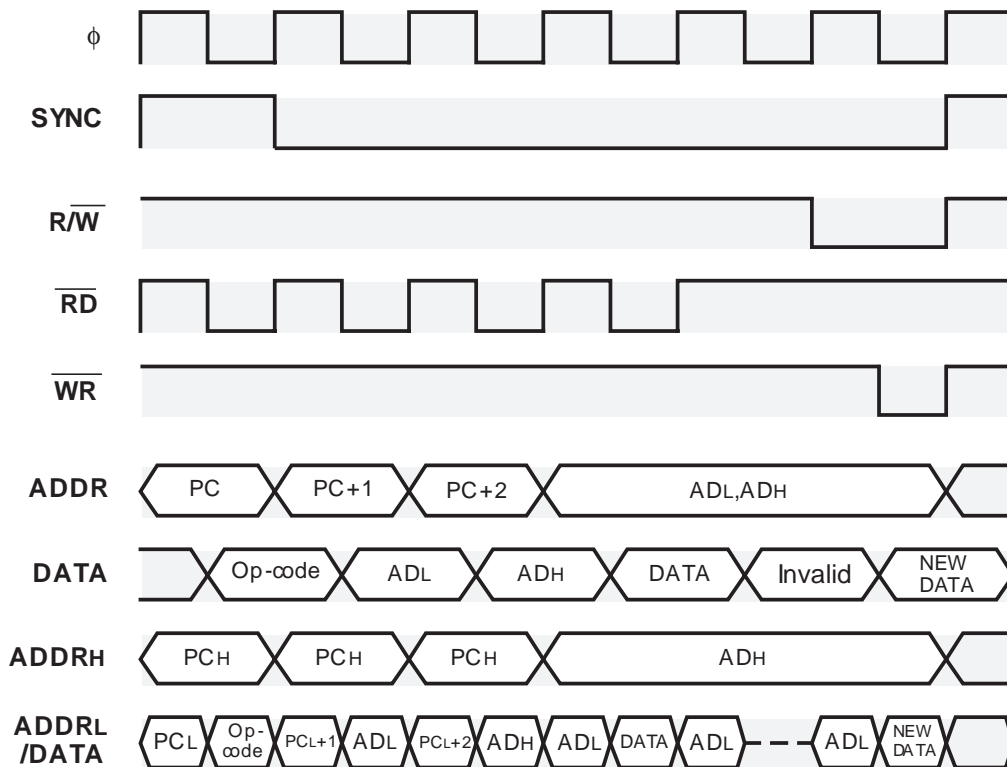 ϕ
SYNC
R/W̅
R̅D̅
W̅R̅
ADDR
PC PC+1 PC+2 ADL,ADH
DATA
Op-code ADL ADH DATA Invalid NEW DATA
ADDRH
PCH PCH PCH ADH
ADDRL
/DATA
PCL Op-code PCL+1 ADL PCL+2 ADH ADL DATA ADL ADL NEW DATA